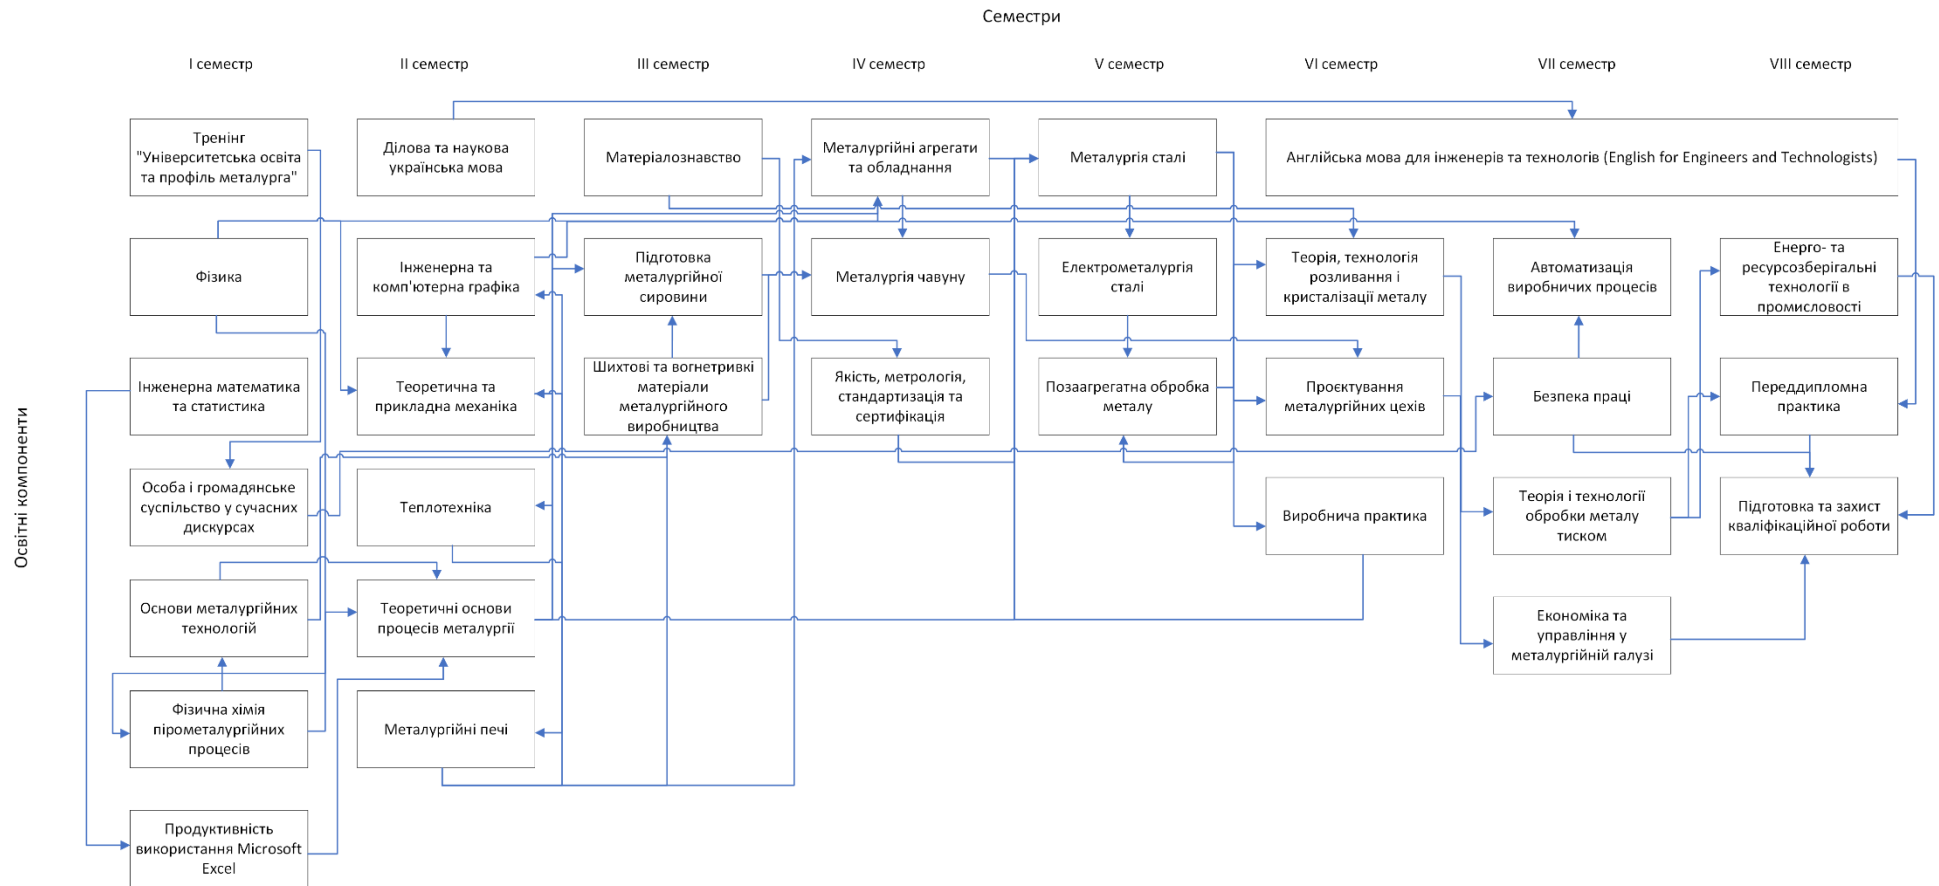 Семестри
I семестр
II семестр
III семестр
IV семестр
V семестр
VI семестр
VII семестр
VIII семестр
Освітні компоненти
Тренінг
"Університетська освіта
та профіль металурга"
Ділова та наукова
українська мова
Матеріалознавство
Металургійні агрегати
та обладнання
Металургія сталі
Англійська мова для інженерів та технологів (English for Engineers and Technologists)
Фізика
Інженерна та
комп'ютерна графіка
Підготовка
металургійної
сировини
Металургія чавуну
Електрометалургія
сталі
Теорія, технологія
розливання і
кристалізації металу
Автоматизація
виробничих процесів
Енерго- та
ресурсозберігальні
технології в
промисловості
Інженерна математика
та статистика
Теоретична та
прикладна механіка
Шихтові та вогнетривкі
матеріали
металургійного
виробництва
Якість, метрологія,
стандартизація та
сертифікація
Позаагрегатна обробка
металу
Проєктування
металургійних цехів
Безпека праці
Переддипломна
практика
Особа і громадянське
суспільство у сучасних
дискурсах
Теплотехніка
Виробнича практика
Теорія і технології
обробки металу
тиском
Підготовка та захист
кваліфікаційної роботи
Основи металургійних
технологій
Теоретичні основи
процесів металургії
Економіка та
управління у
металургійній галузі
Фізична хімія
пірометалургійних
процесів
Металургійні печі
Продуктивність
використання Microsoft
Excel